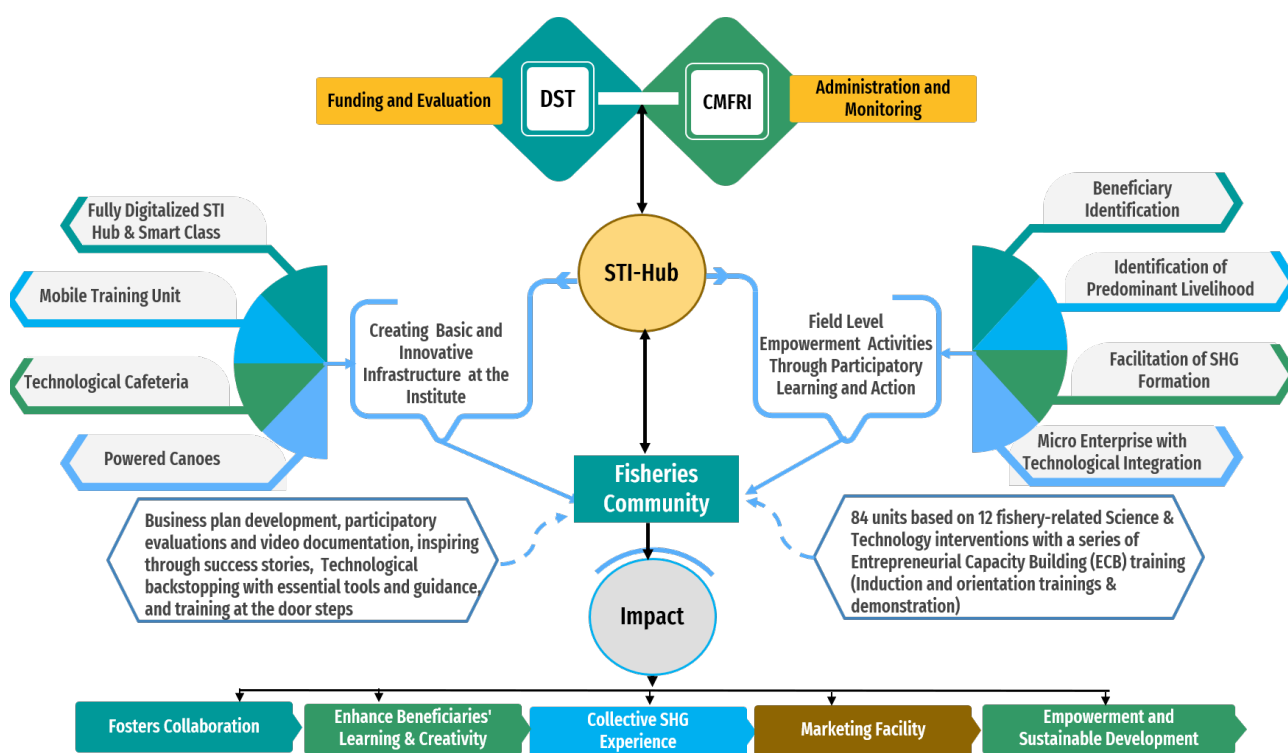 Funding and Evaluation
DST
CMFRI
Administration and
Monitoring
Fully Digitalized STI
Hub & Smart Class
Mobile Training Unit
Technological Cafeteria
Powered Canoes
Creating Basic and
Innovative
Infrastructure at the
Institute
STI-Hub
Field Level
Empowerment Activities
Through Participatory
Learning and Action
Beneficiary
Identification
Identification of
Predominant Livelihood
Facilitation of SHG
Formation
Micro Enterprise with
Technological Integration
Fisheries
Community
Business plan development, participatory
evaluations and video documentation, inspiring
through success stories, Technological
backstopping with essential tools and guidance,
and training at the door steps
84 units based on 12 fishery-related Science &
Technology interventions with a series of
Entrepreneurial Capacity Building (ECB) training
(Induction and orientation trainings &
demonstration)
Impact
Fosters Collaboration
Enhance Beneficiaries'
Learning & Creativity
Collective SHG
Experience
Marketing Facility
Empowerment and
Sustainable Development